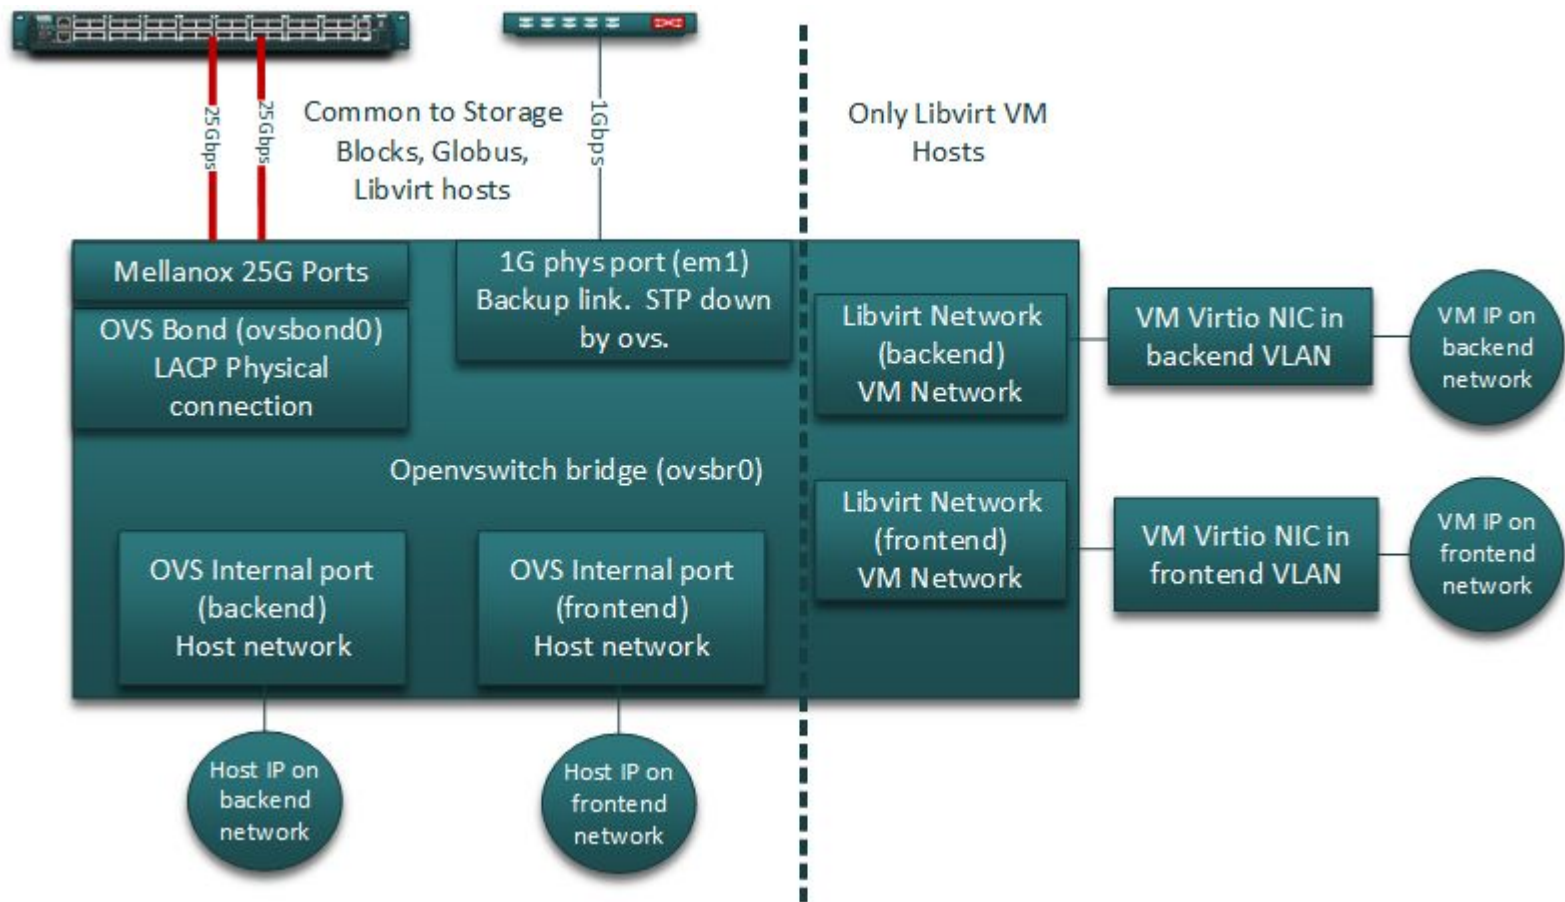 25Gbps
25Gbps
Common to Storage
Blocks, Globus,
Libvirt hosts
1Gbps
Only Libvirt VM
Hosts
Mellanox 25G Ports
OVS Bond (ovsbond0)
LACP Physical
connection
1G phys port (em1)
Backup link. STP down
by ovs.
Libvirt Network
(backend)
VM Network
VM Virtio NIC in
backend VLAN
VM IP on
backend
network
Openvswitch bridge (ovsbr0)
Libvirt Network
(frontend)
VM Network
VM Virtio NIC in
frontend VLAN
VM IP on
frontend
network
OVS Internal port
(backend)
Host network
OVS Internal port
(frontend)
Host network
Host IP on
backend
network
Host IP on
frontend
network